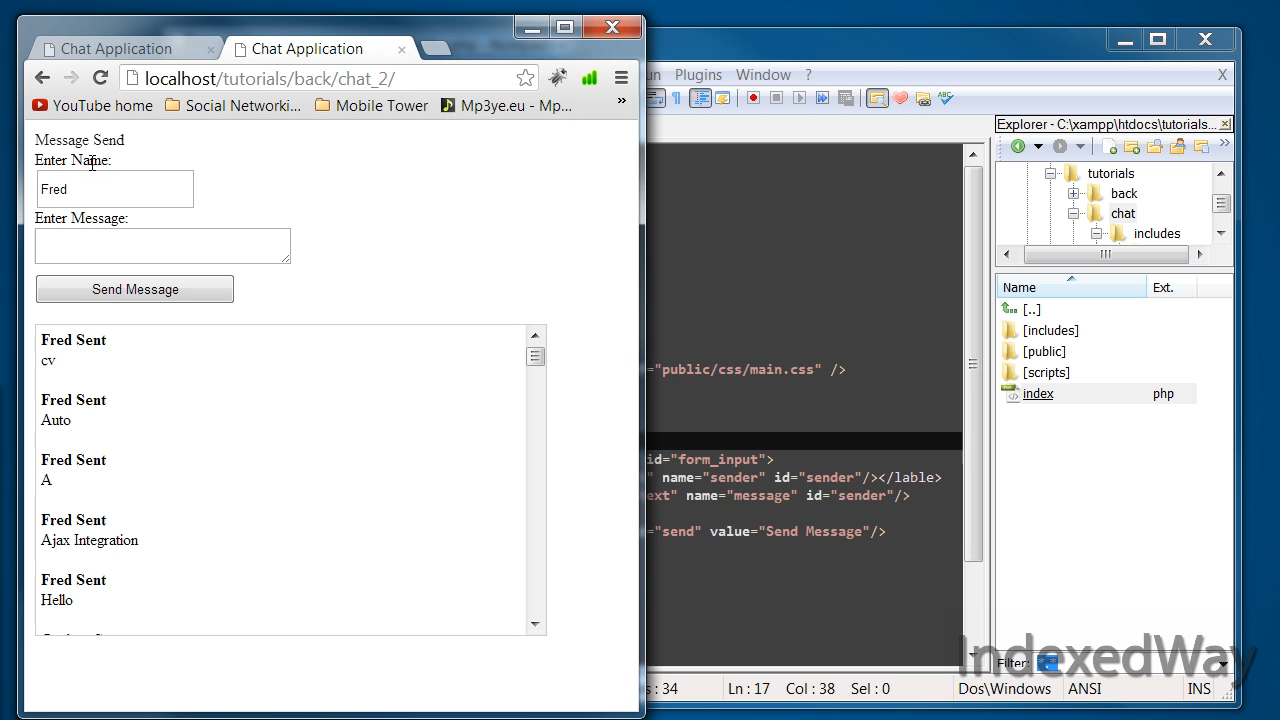 Chat Application
Chat Application
localhost/tutorials/back/chat_2/
YouTube home
Social Networki...
Mobile Tower
Mp3ye.eu - Mp...
»
Message Send
Enter Name:
Fred
Enter Message:
Send Message
Fred Sent
cv
Fred Sent
Auto
Fred Sent
A
Fred Sent
Ajax Integration
Fred Sent
Hello
un Plugins Window ?
X
="public/css/main.css" />
id="form_input">
" name="sender" id="sender"/></lable>
ext" name="message" id="sender"/>
="send" value="Send Message"/>
Explorer - C:\xampp\htdocs\tutorials...
tutorials
back
chat
includes
Name Ext.
[..]
[includes]
[public]
[scripts]
index php
Filter:
IndexedWay
s : 34 Ln : 17 Col : 38 Sel : 0 Dos\Windows ANSI INS